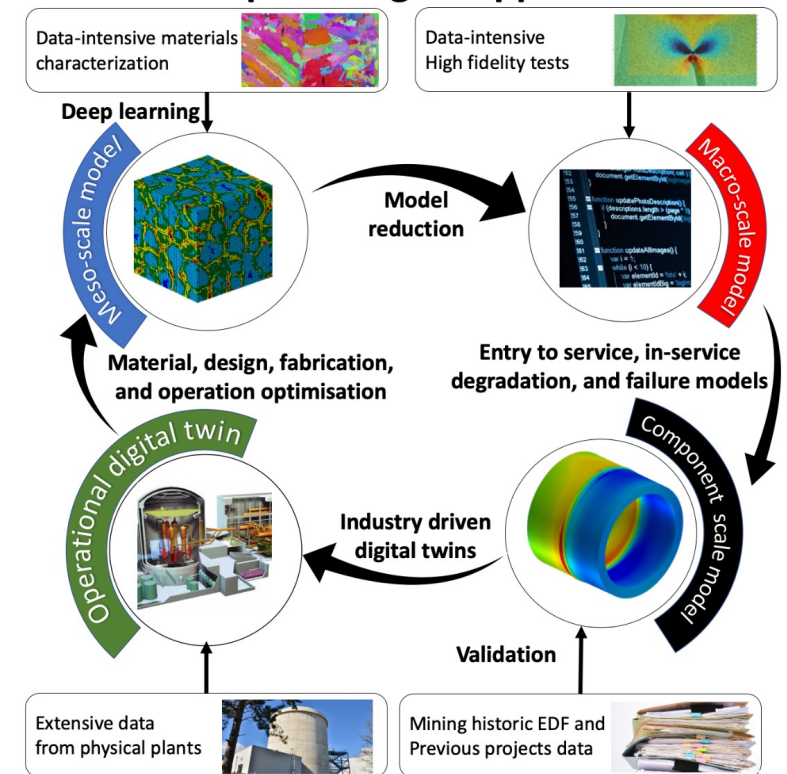 Data-intensive materials
characterization
Data-intensive
High fidelity tests
Deep learning
Meso-scale model
Model
reduction
Macro-scale model
Material, design, fabrication,
and operation optimisation
Entry to service, in-service
degradation, and failure models
Operational digital twin
Industry driven
digital twins
Component scale model
Validation
Extensive data
from physical plants
Mining historic EDF and
Previous projects data